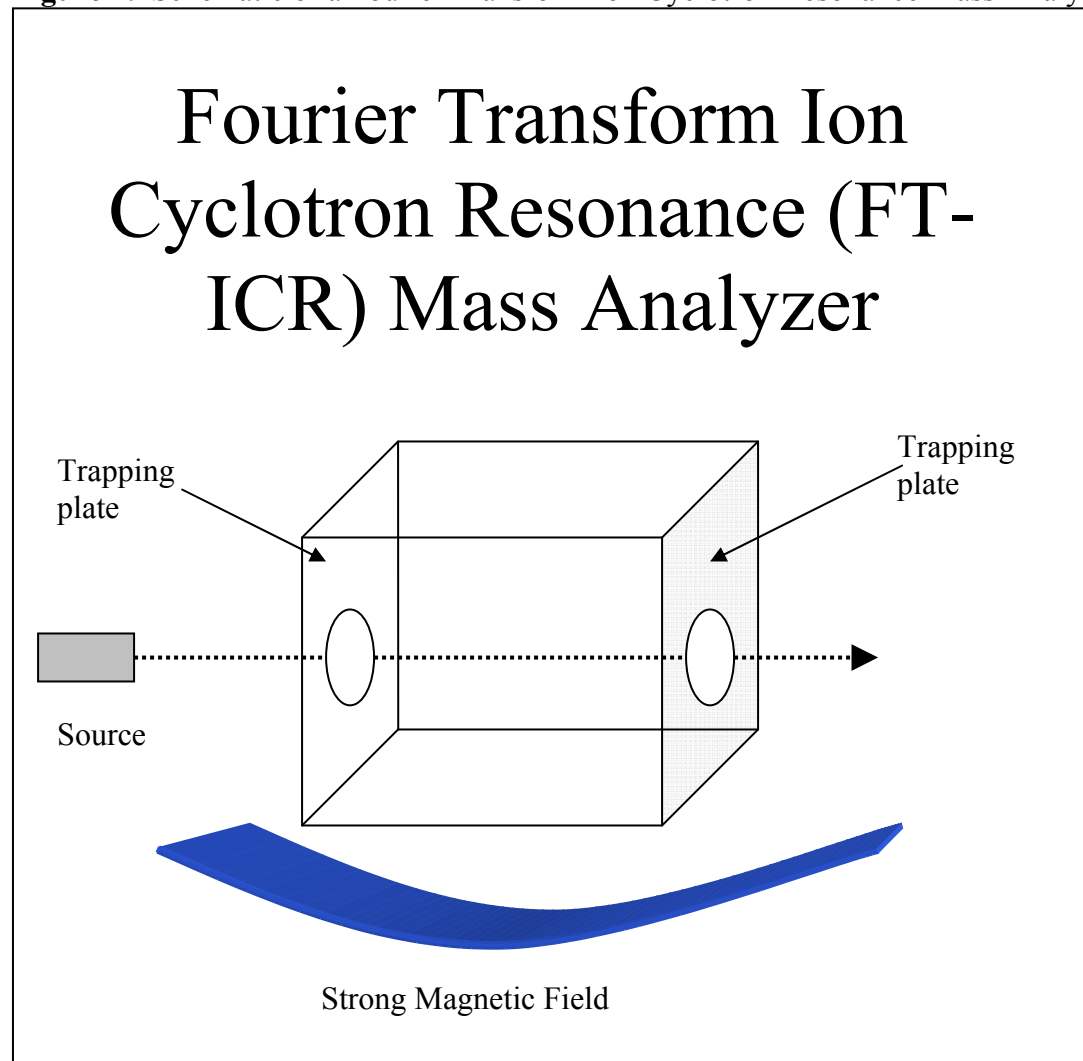 Fourier Transform Ion
Cyclotron Resonance (FT-
ICR) Mass Analyzer
Trapping
plate
Trapping
plate
Source
Strong Magnetic Field